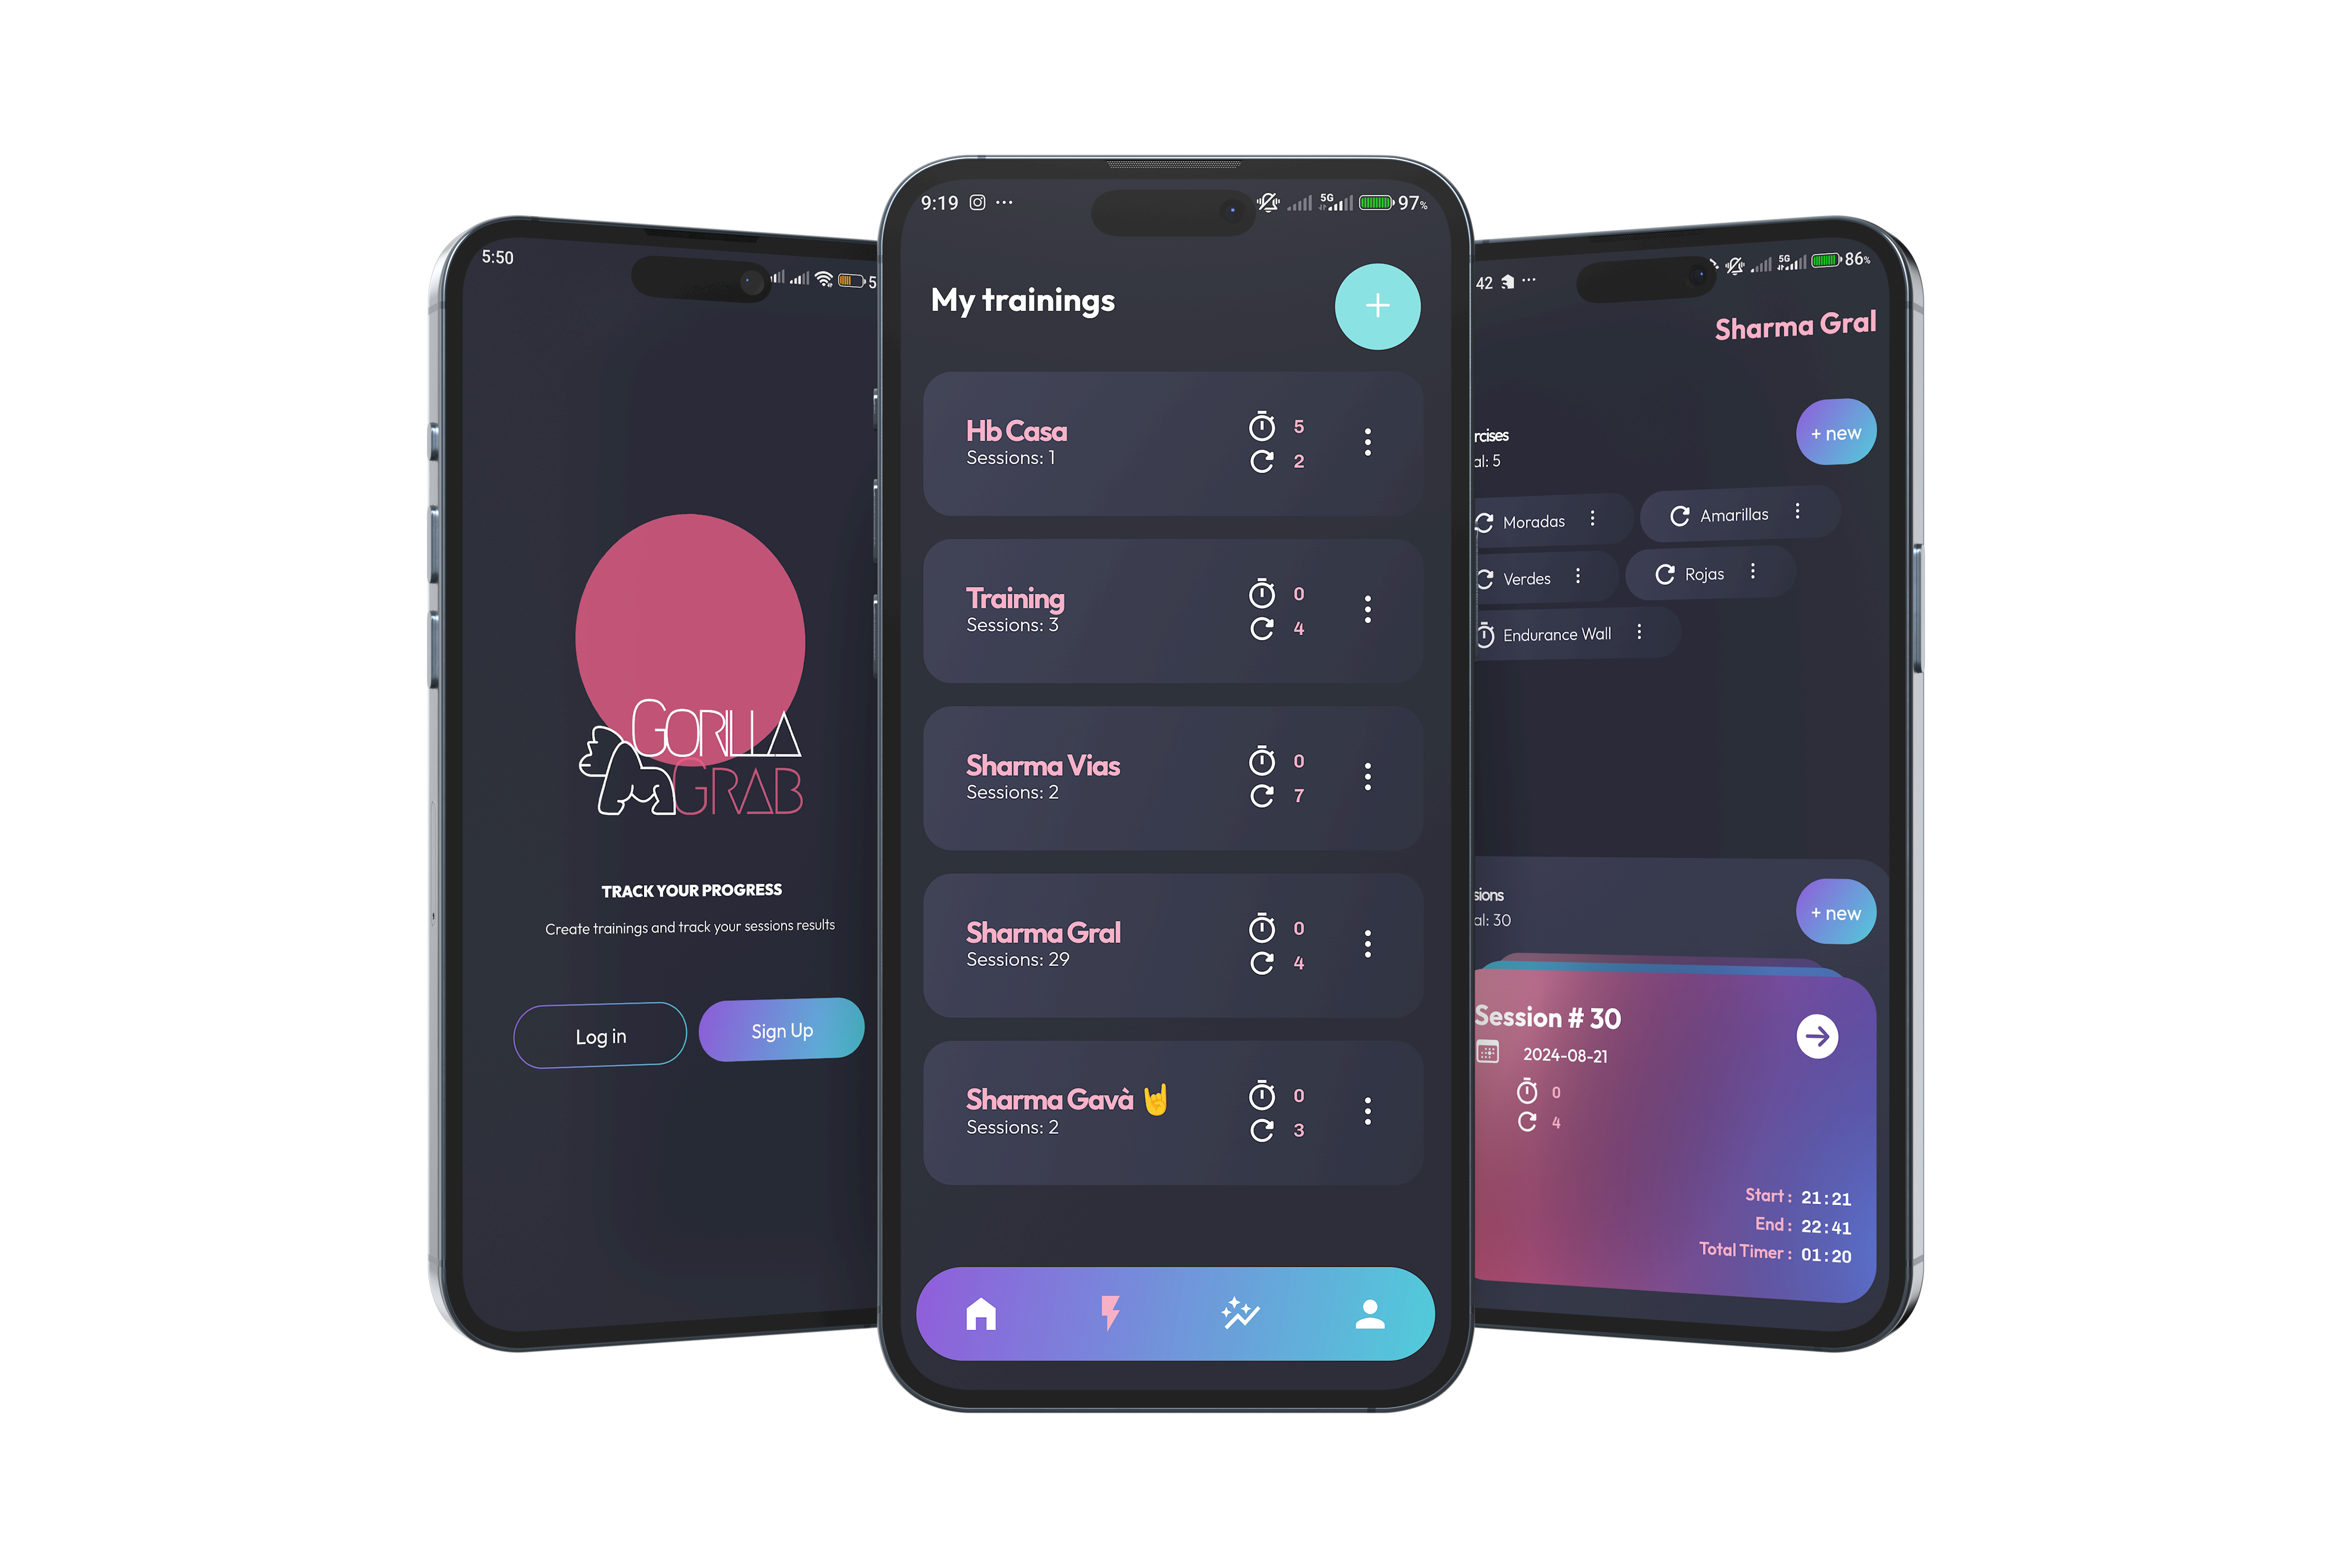 5:50
GORILLA
GRAB
TRACK YOUR PROGRESS
Create trainings and track your sessions results
Log in
Sign Up
9:19
5G
97%
My trainings
+
Hb Casa
Sessions: 1
5
2
Training
Sessions: 3
0
4
Sharma Vias
Sessions: 2
0
7
Sharma Gral
Sessions: 29
0
4
Sharma Gavà 🤘
Sessions: 2
0
3
42
5G
86%
Sharma Gral
+ new
al: 5
Moradas
Amarillas
Verdes
Rojas
Endurance Wall
+ new
al: 30
Session # 30
2024-08-21
0
4
Start : 21:21
End : 22:41
Total Timer : 01:20